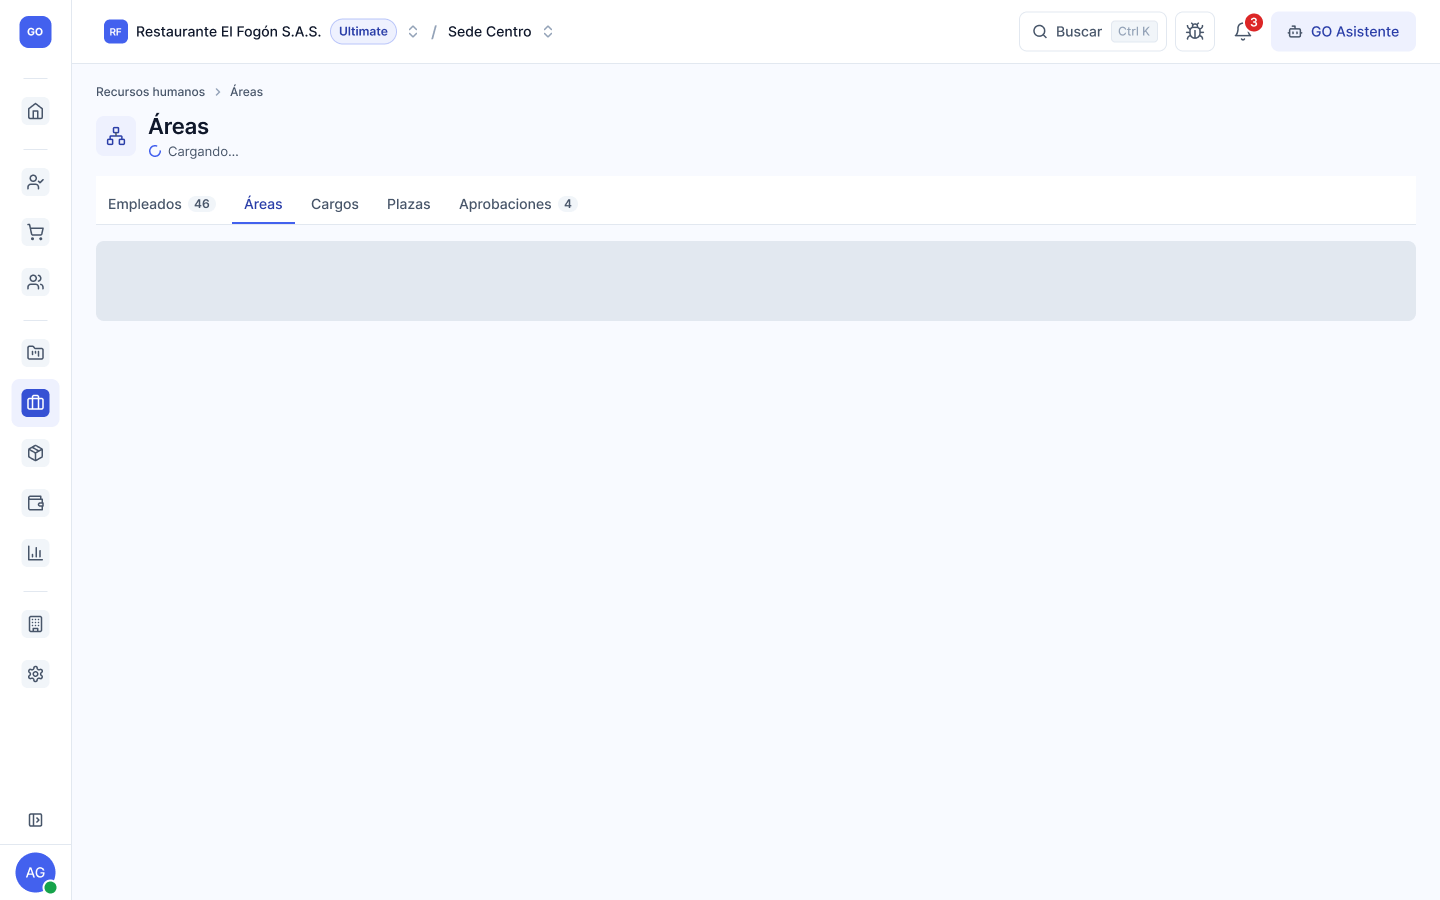 GO
RF Restaurante El Fogón S.A.S. Ultimate / Sede Centro
Buscar Ctrl K
3
GO Asistente
Recursos humanos > Áreas
Áreas
Cargando...
Empleados 46 Áreas Cargos Plazas Aprobaciones 4
AG